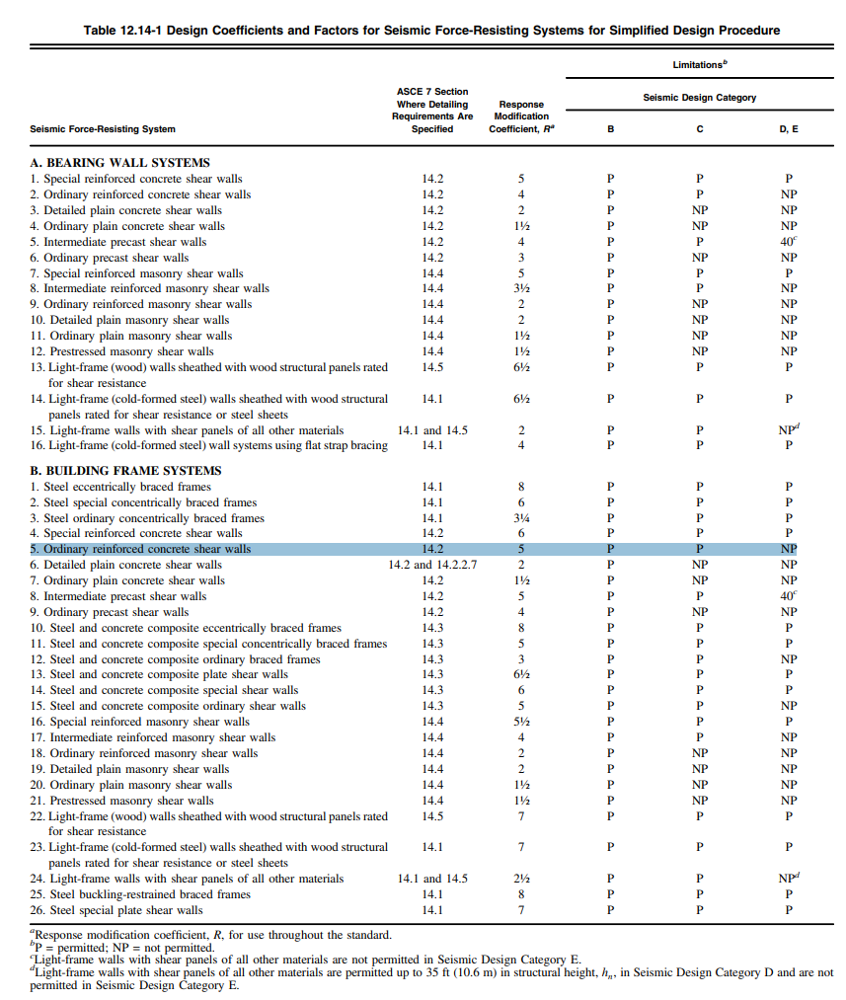 Table 12.14-1 Design Coefficients and Factors for Seismic Force-Resisting Systems for Simplified Design Procedure
Limitationsb
Seismic Force-Resisting System ASCE 7 Section Where Detailing Requirements Are Specified Response Modification Coefficient, Ra Seismic Design Category
B C D, E
A. BEARING WALL SYSTEMS
1. Special reinforced concrete shear walls 14.2 5 P P P
2. Ordinary reinforced concrete shear walls 14.2 4 P P NP
3. Detailed plain concrete shear walls 14.2 2 P NP NP
4. Ordinary plain concrete shear walls 14.2 1½ P NP NP
5. Intermediate precast shear walls 14.2 4 P P 40c
6. Ordinary precast shear walls 14.2 3 P NP NP
7. Special reinforced masonry shear walls 14.4 5 P P P
8. Intermediate reinforced masonry shear walls 14.4 3½ P P NP
9. Ordinary reinforced masonry shear walls 14.4 2 P NP NP
10. Detailed plain masonry shear walls 14.4 2 P NP NP
11. Ordinary plain masonry shear walls 14.4 1½ P NP NP
12. Prestressed masonry shear walls 14.4 1½ P NP NP
13. Light-frame (wood) walls sheathed with wood structural panels rated 14.5 6½ P P P
for shear resistance
14. Light-frame (cold-formed steel) walls sheathed with wood structural 14.1 6½ P P P
panels rated for shear resistance or steel sheets
15. Light-frame walls with shear panels of all other materials 14.1 and 14.5 2 P P NPd
16. Light-frame (cold-formed steel) wall systems using flat strap bracing 14.1 4 P P P
B. BUILDING FRAME SYSTEMS
1. Steel eccentrically braced frames 14.1 8 P P P
2. Steel special concentrically braced frames 14.1 6 P P P
3. Steel ordinary concentrically braced frames 14.1 3¼ P P P
4. Special reinforced concrete shear walls 14.2 6 P P P
5. Ordinary reinforced concrete shear walls 14.2 5 P P NP
6. Detailed plain concrete shear walls 14.2 and 14.2.2.7 2 P NP NP
7. Ordinary plain concrete shear walls 14.2 1½ P NP NP
8. Intermediate precast shear walls 14.2 5 P P 40c
9. Ordinary precast shear walls 14.2 4 P NP NP
10. Steel and concrete composite eccentrically braced frames 14.3 8 P P P
11. Steel and concrete composite special concentrically braced frames 14.3 5 P P P
12. Steel and concrete composite ordinary braced frames 14.3 3 P P NP
13. Steel and concrete composite plate shear walls 14.3 6½ P P P
14. Steel and concrete composite special shear walls 14.3 6 P P P
15. Steel and concrete composite ordinary shear walls 14.3 5 P P NP
16. Special reinforced masonry shear walls 14.4 5½ P P P
17. Intermediate reinforced masonry shear walls 14.4 4 P P NP
18. Ordinary reinforced masonry shear walls 14.4 2 P NP NP
19. Detailed plain masonry shear walls 14.4 2 P NP NP
20. Ordinary plain masonry shear walls 14.4 1½ P NP NP
21. Prestressed masonry shear walls 14.4 1½ P NP NP
22. Light-frame (wood) walls sheathed with wood structural panels rated 14.5 7 P P P
for shear resistance
23. Light-frame (cold-formed steel) walls sheathed with wood structural 14.1 7 P P P
panels rated for shear resistance or steel sheets
24. Light-frame walls with shear panels of all other materials 14.1 and 14.5 2½ P P NPd
25. Steel buckling-restrained braced frames 14.1 8 P P P
26. Steel special plate shear walls 14.1 7 P P P
aResponse modification coefficient, R, for use throughout the standard.
bP = permitted; NP = not permitted.
cLight-frame walls with shear panels of all other materials are not permitted in Seismic Design Category E.
dLight-frame walls with shear panels of all other materials are permitted up to 35 ft (10.6 m) in structural height, hn, in Seismic Design Category D and are not
permitted in Seismic Design Category E.